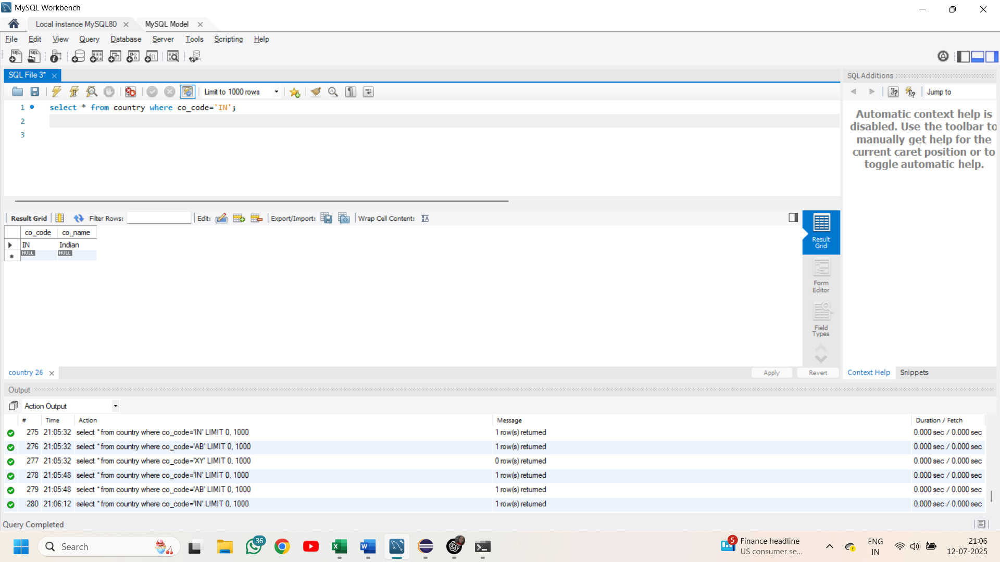 MySQL Workbench
Local instance MySQL80
MySQL Model
File Edit View Query Database Server Tools Scripting Help
SQL File 3*
SQLAdditions
Limit to 1000 rows
Jump to
1 select * from country where co_code='IN';
2
3
Automatic context help is
disabled. Use the toolbar to
manually get help for the
current caret position or to
toggle automatic help.
Result Grid Filter Rows: Edit: Export/Import: Wrap Cell Content:
co_code co_name
IN Indian
NULL NULL
Result
Grid
Form
Editor
Field
Types
country 26
Apply Revert
Context Help Snippets
Output
Action Output
# Time Action Message Duration / Fetch
275 21:05:32 select * from country where co_code='IN' LIMIT 0, 1000 1 row(s) returned 0.000 sec / 0.000 sec
276 21:05:32 select * from country where co_code='AB' LIMIT 0, 1000 1 row(s) returned 0.000 sec / 0.000 sec
277 21:05:32 select * from country where co_code='XY' LIMIT 0, 1000 0 row(s) returned 0.000 sec / 0.000 sec
278 21:05:48 select * from country where co_code='IN' LIMIT 0, 1000 1 row(s) returned 0.000 sec / 0.000 sec
279 21:05:48 select * from country where co_code='AB' LIMIT 0, 1000 1 row(s) returned 0.000 sec / 0.000 sec
280 21:06:12 select * from country where co_code='IN' LIMIT 0, 1000 1 row(s) returned 0.000 sec / 0.000 sec
Query Completed
Search
36
5
Finance headline
US consumer se...
ENG
IN
21:06
12-07-2025